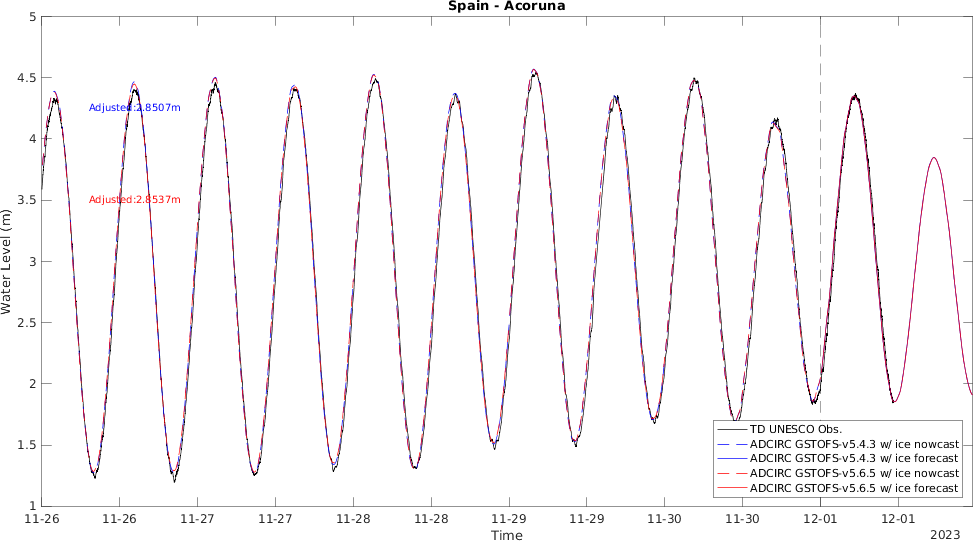 Spain - Acoruna
5
4.5
4
3.5
3
2.5
2
1.5
1
Water Level (m)
Adjusted:2.8507m
Adjusted:2.8537m
TD UNESCO Obs.
ADCIRC GSTOFS-v5.4.3 w/ ice nowcast
ADCIRC GSTOFS-v5.4.3 w/ ice forecast
ADCIRC GSTOFS-v5.6.5 w/ ice nowcast
ADCIRC GSTOFS-v5.6.5 w/ ice forecast
11-26 11-26 11-27 11-27 11-28 11-28 11-29 11-29 11-30 11-30 12-01 12-01
Time
2023